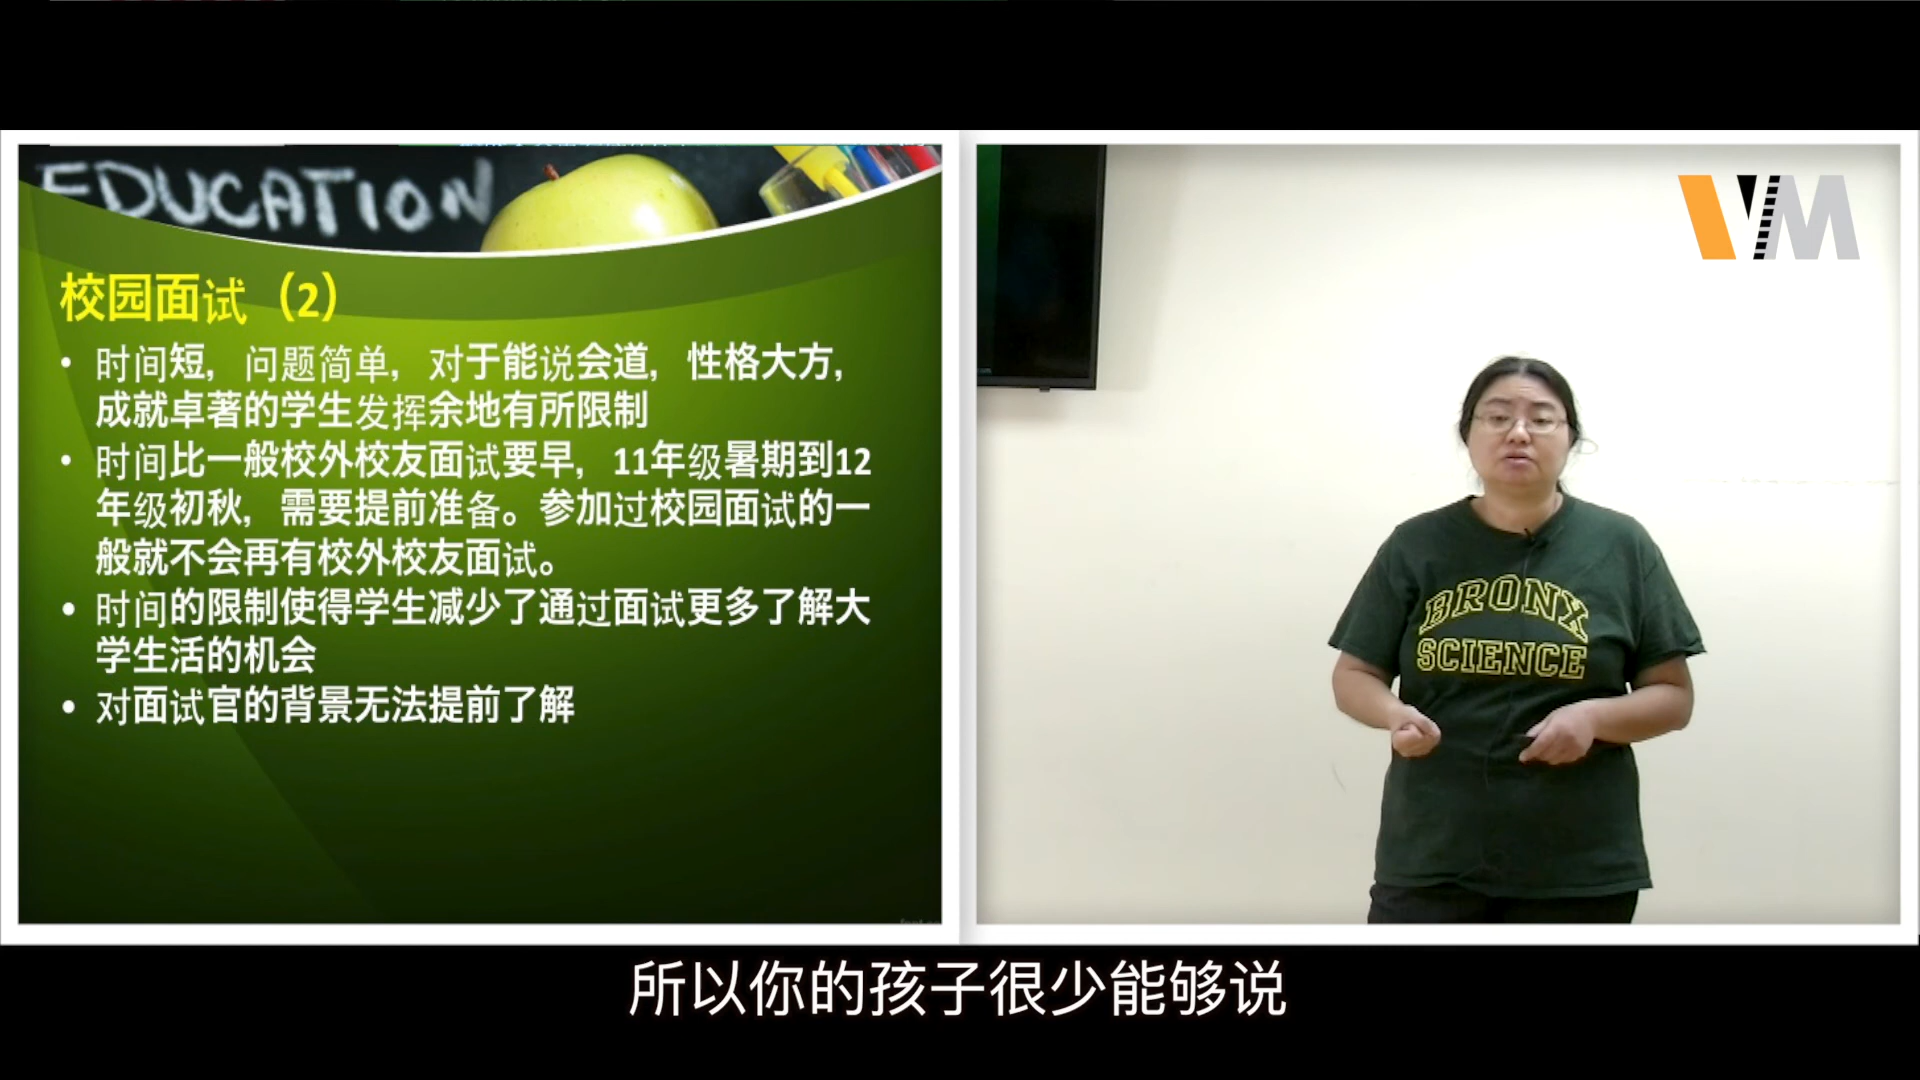 EDUCATION
校园面试（2）
• 时间短，问题简单，对于能说会道，性格大方，
成就卓著的学生发挥余地有所限制
• 时间比一般校外校友面试要早，11年级暑期到12
年级初秋，需要提前准备。参加过校园面试的一
般就不会再有校外校友面试。
• 时间的限制使得学生减少了通过面试更多了解大
学生活的机会
• 对面试官的背景无法提前了解
VM
BRONX
SCIENCE
所以你的孩子很少能够说